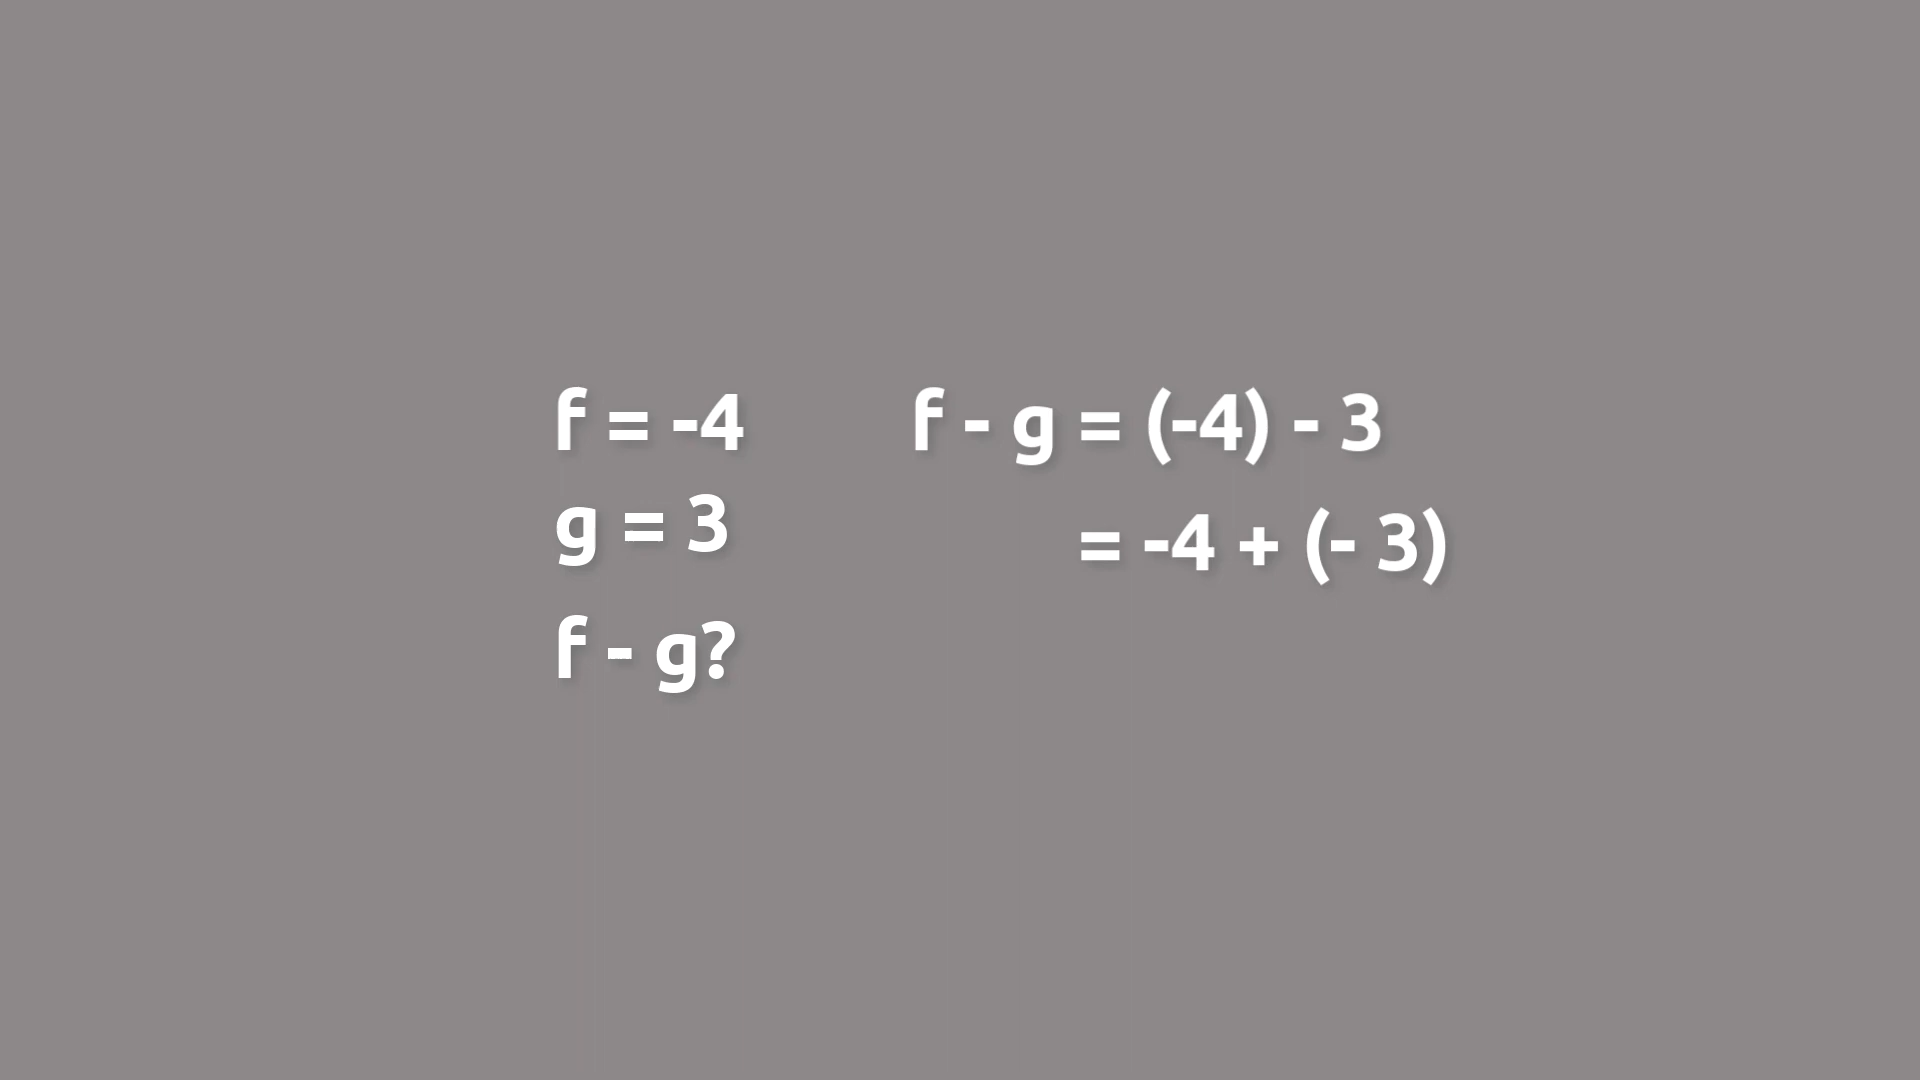 f = -4
g = 3
f - g?
f - g = (-4) - 3
= -4 + (- 3)